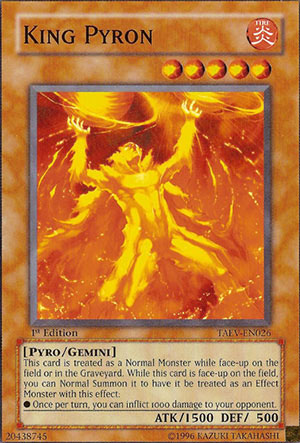 KING PYRON
FIRE
炎
1st Edition
TAEV-EN026
[PYRO/GEMINI]
This card is treated as a Normal Monster while face-up on the
field or in the Graveyard. While this card is face-up on the field,
you can Normal Summon it to have it be treated as an Effect
Monster with this effect:
● Once per turn, you can inflict 1000 damage to your opponent.
ATK/1500 DEF/ 500
20438745
©1996 KAZUKI TAKAHASHI